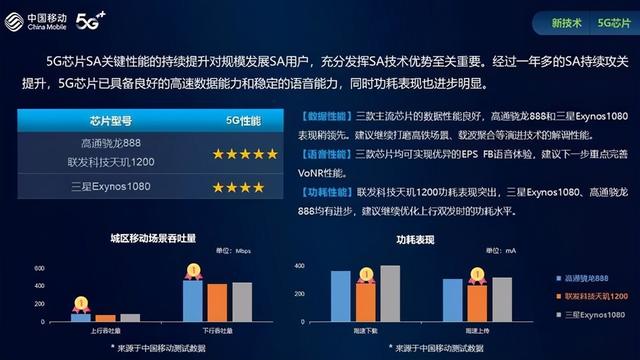 中国移动
China Mobile
5G++
新技术
5G芯片
5G芯片SA关键性能的持续提升对规模发展SA用户，充分发挥SA技术优势至关重要。经过一年多的SA持续攻关
提升，5G芯片已具备良好的高速数据能力和稳定的语音能力，同时功耗表现也进步明显。
芯片型号
5G性能
高通骁龙888
联发科技天玑1200
三星Exynos1080
【数据性能】三款主流芯片的数据性能良好，高通骁龙888和三星Exynos1080
表现稍领先。建议继续打磨高铁场景、载波聚合等演进技术的解调性能。
【语音性能】三款芯片均可实现优异的EPS FB语音体验，建议下一步重点完善
VoNR性能。
【功耗性能】联发科技天玑1200功耗表现突出，三星Exynos1080、高通骁龙
888均有进步，建议继续优化上行双发时的功耗水平。
城区移动场景吞吐量
单位：Mbps
600
400
200
0
1
1
上行吞吐量
下行吞吐量
* 来源于中国移动测试数据
功耗表现
单位：mA
600
400
200
0
1
1
限速下载
限速上传
高通骁龙888
联发科技天玑1200
三星Exynos1080
* 来源于中国移动测试数据